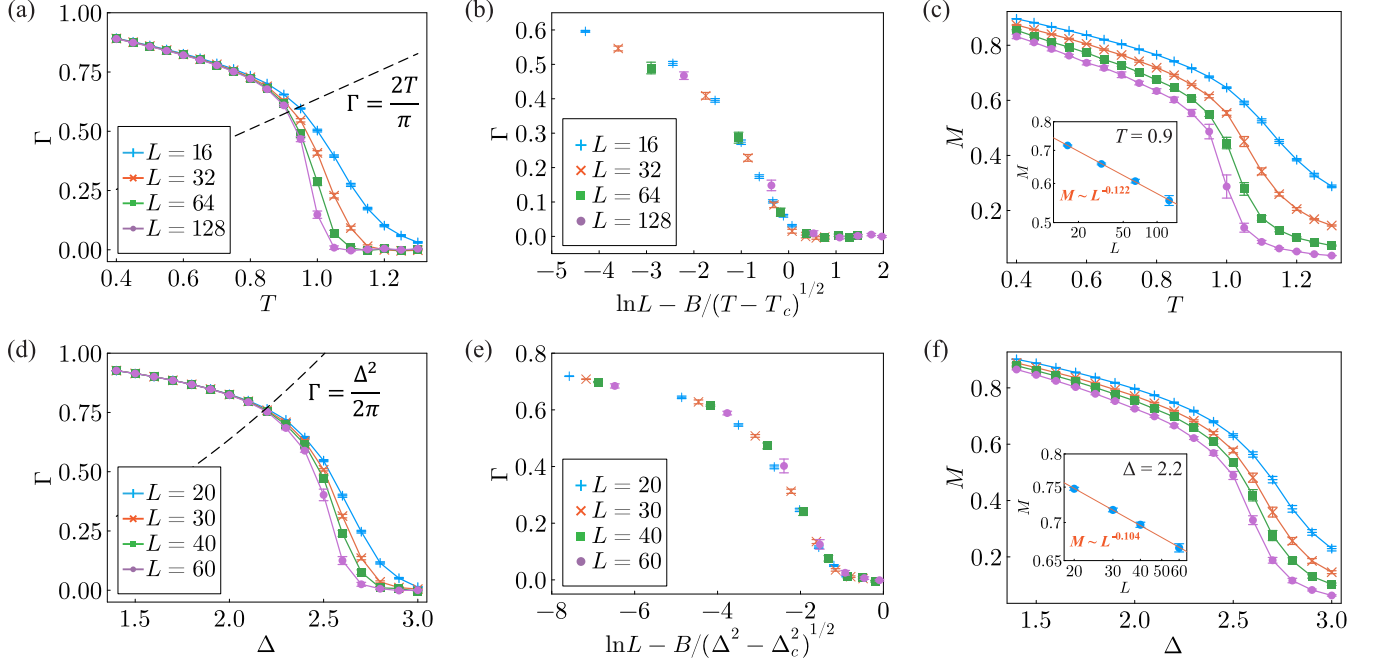 (a)
Γ
1.00
0.75
0.50
0.25
0.00
Γ = 2T/π
L = 16
L = 32
L = 64
L = 128
0.4 0.6 0.8 1.0 1.2
T
(b)
Γ
0.6
0.5
0.4
0.3
0.2
0.1
0.0
L = 16
L = 32
L = 64
L = 128
−5 −4 −3 −2 −1 0 1 2
lnL − B/(T − T_c)^1/2
(c)
M
0.8
0.6
0.4
0.2
T = 0.9
M
0.8
0.7
0.6
0.5
M ~ L^-0.122
20 50 100
L
0.4 0.6 0.8 1.0 1.2
T
(d)
Γ
1.00
0.75
0.50
0.25
0.00
Γ = Δ²/2π
L = 20
L = 30
L = 40
L = 60
1.5 2.0 2.5 3.0
Δ
(e)
Γ
0.8
0.6
0.4
0.2
0.0
L = 20
L = 30
L = 40
L = 60
−8 −6 −4 −2 0
lnL − B/(Δ² − Δ_c²)^1/2
(f)
M
0.8
0.6
0.4
0.2
Δ = 2.2
M
0.8
0.7
0.65
M ~ L^-0.104
20 30 40 50 60
L
1.5 2.0 2.5 3.0
Δ